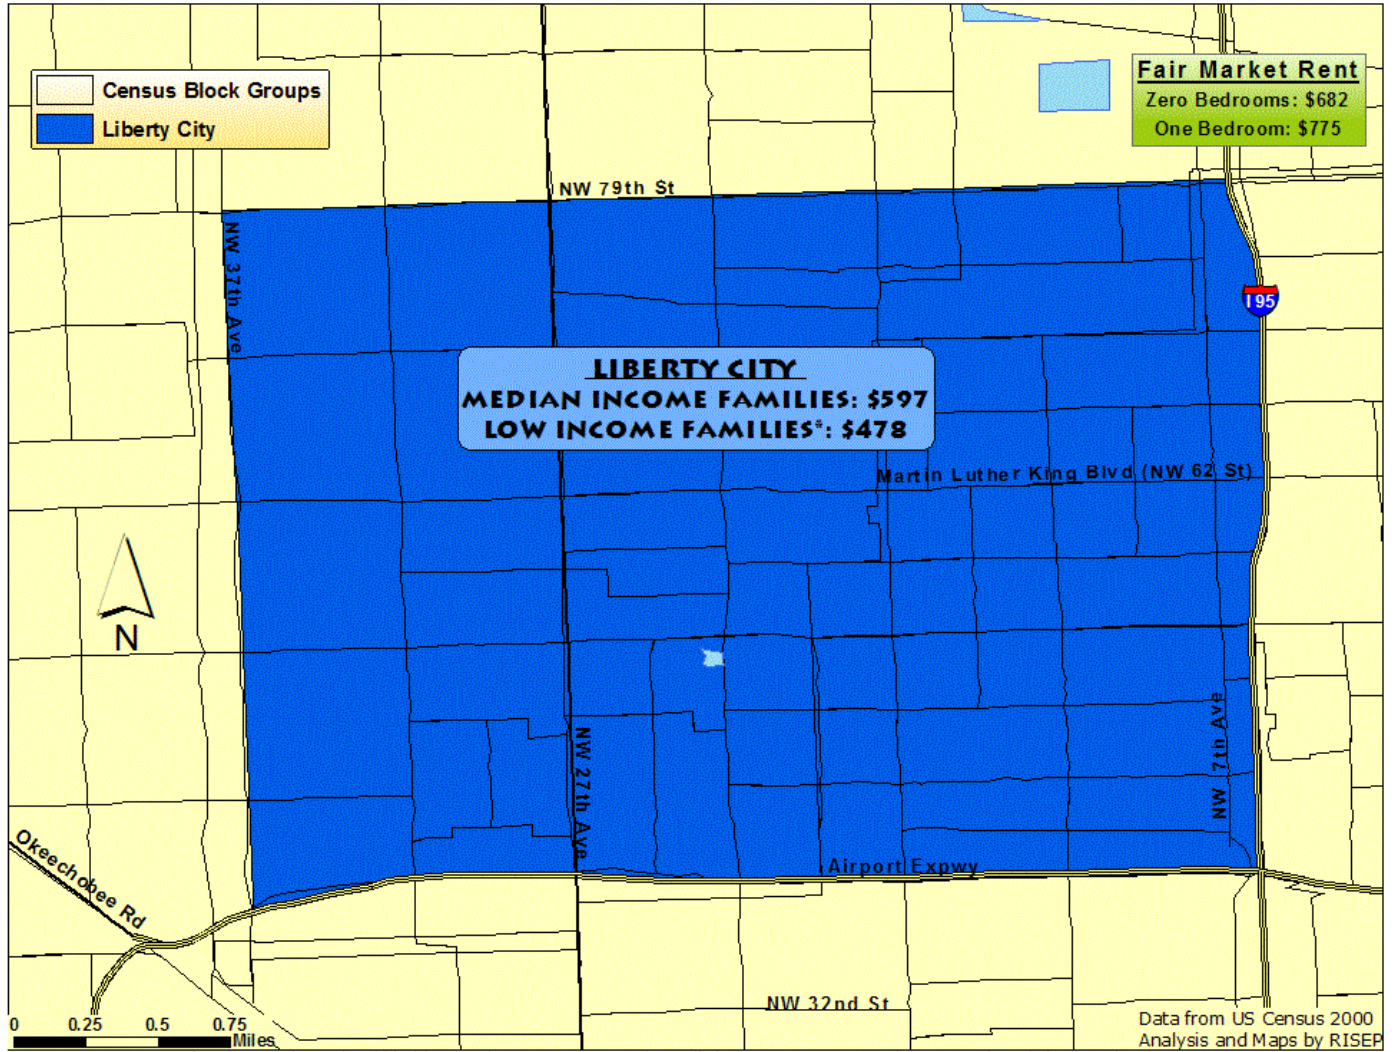 Census Block Groups
Liberty City
Fair Market Rent
Zero Bedrooms: $682
One Bedroom: $775
NW 79th St
NW 37th Ave
I 95
LIBERTY CITY
MEDIAN INCOME FAMILIES: $597
LOW INCOME FAMILIES*: $478
Martin Luther King Blvd (NW 62 St)
N
NW 7th Ave
NW 27th Ave
Airport Expwy
Okeechobee Rd
NW 32nd St
0 0.25 0.5 0.75
Miles
Data from US Census 2000
Analysis and Maps by RISEP